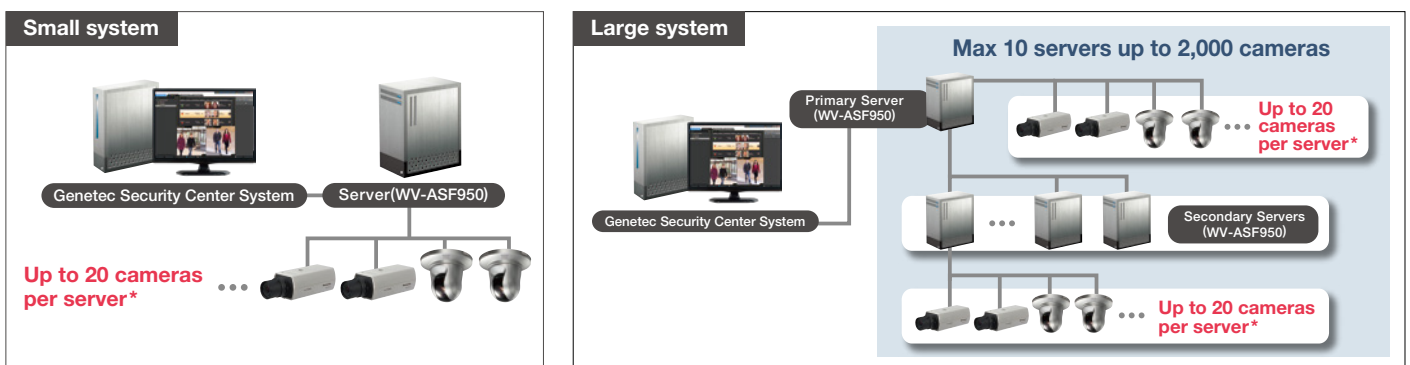 Small system
Genetec Security Center System
Server(WV-ASF950)
Up to 20 cameras
per server*
Large system
Max 10 servers up to 2,000 cameras
Primary Server
(WV-ASF950)
Up to 20
cameras
per server*
Genetec Security Center System
Secondary Servers
(WV-ASF950)
Up to 20 cameras
per server*